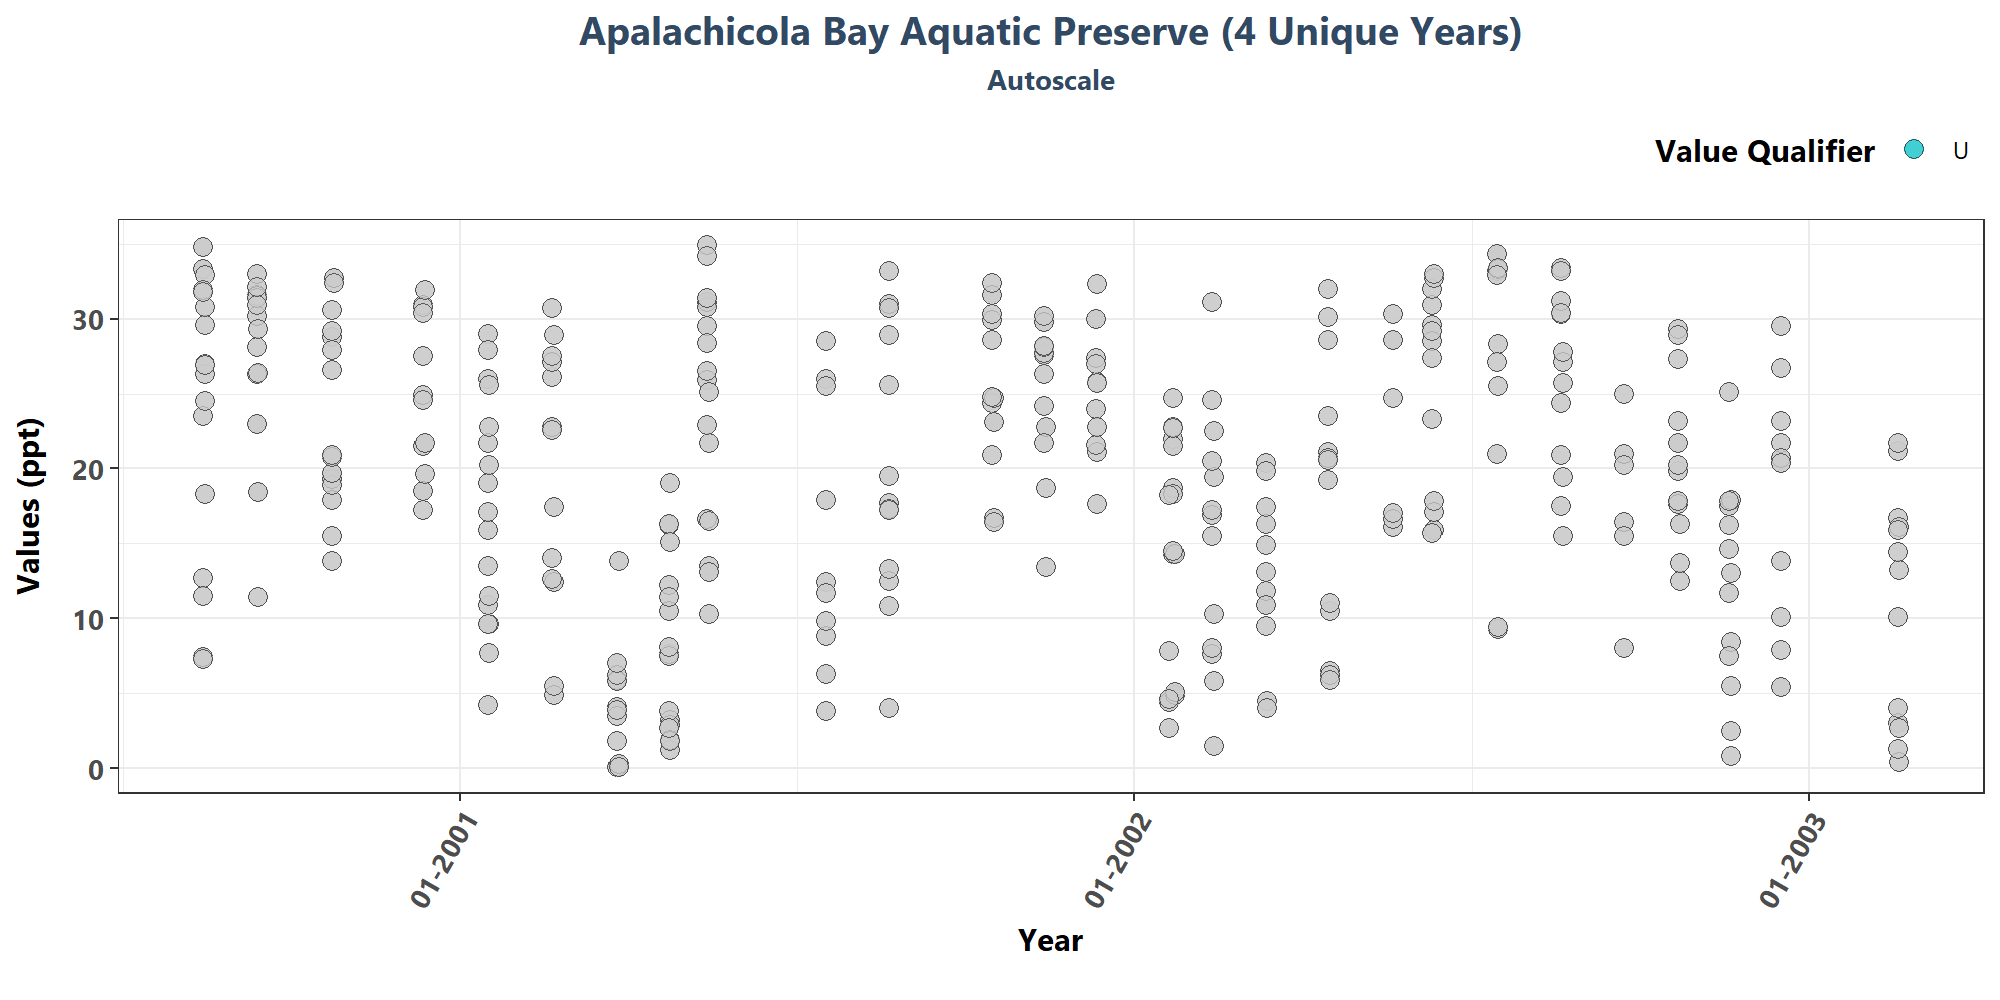 Apalachicola Bay Aquatic Preserve (4 Unique Years)
Autoscale
Value Qualifier U
Values (ppt)
30
20
10
0
01-2001
01-2002
01-2003
Year